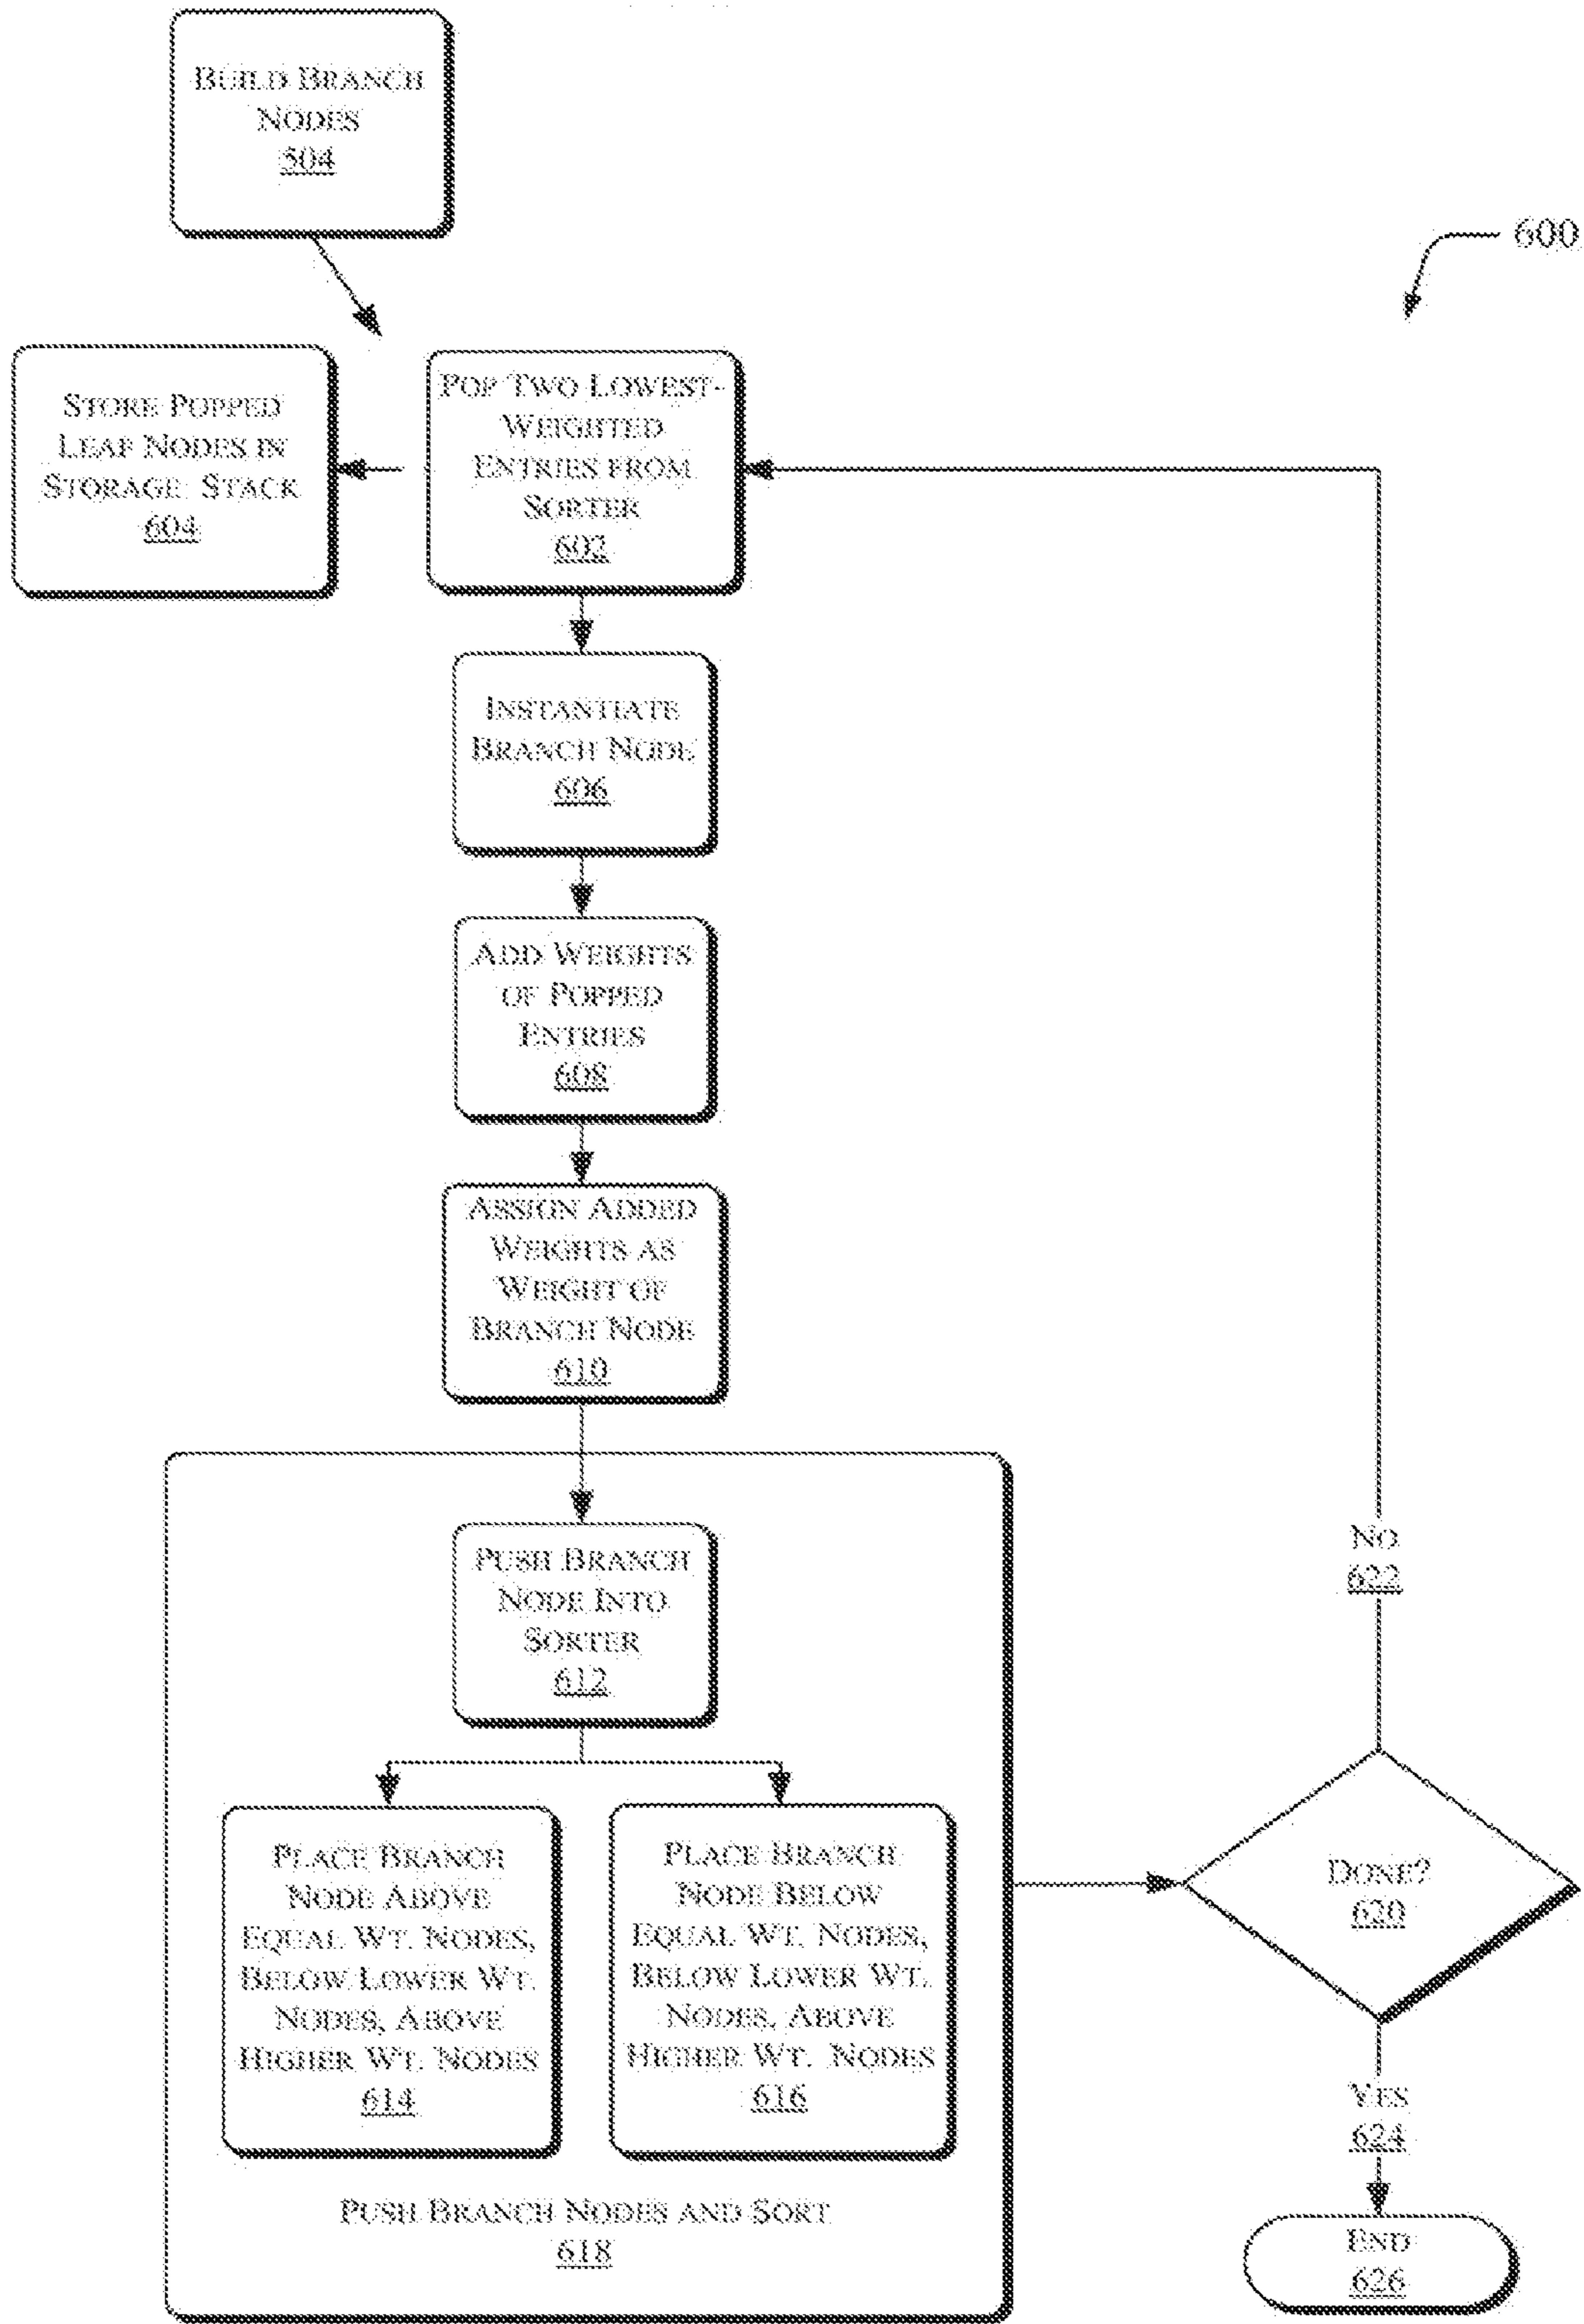 BUILD BRANCH
NODES
504
600
STORE POPPED
LEAF NODES IN
STORAGE STACK
604
POP TWO LOWEST-
WEIGHTED
ENTRIES FROM
SORTER
602
INSTANTIATE
BRANCH NODE
606
ADD WEIGHTS
OF POPPED
ENTRIES
608
ASSIGN ADDED
WEIGHTS AS
WEIGHT OF
BRANCH NODE
610
PUSH BRANCH
NODE INTO
SORTER
612
PLACE BRANCH
NODE ABOVE
EQUAL WT. NODES,
BELOW LOWER WT.
NODES, ABOVE
HIGHER WT. NODES
614
PLACE BRANCH
NODE BELOW
EQUAL WT. NODES,
BELOW LOWER WT.
NODES, ABOVE
HIGHER WT. NODES
616
PUSH BRANCH NODES AND SORT
618
NO
622
DONE?
620
YES
624
END
626